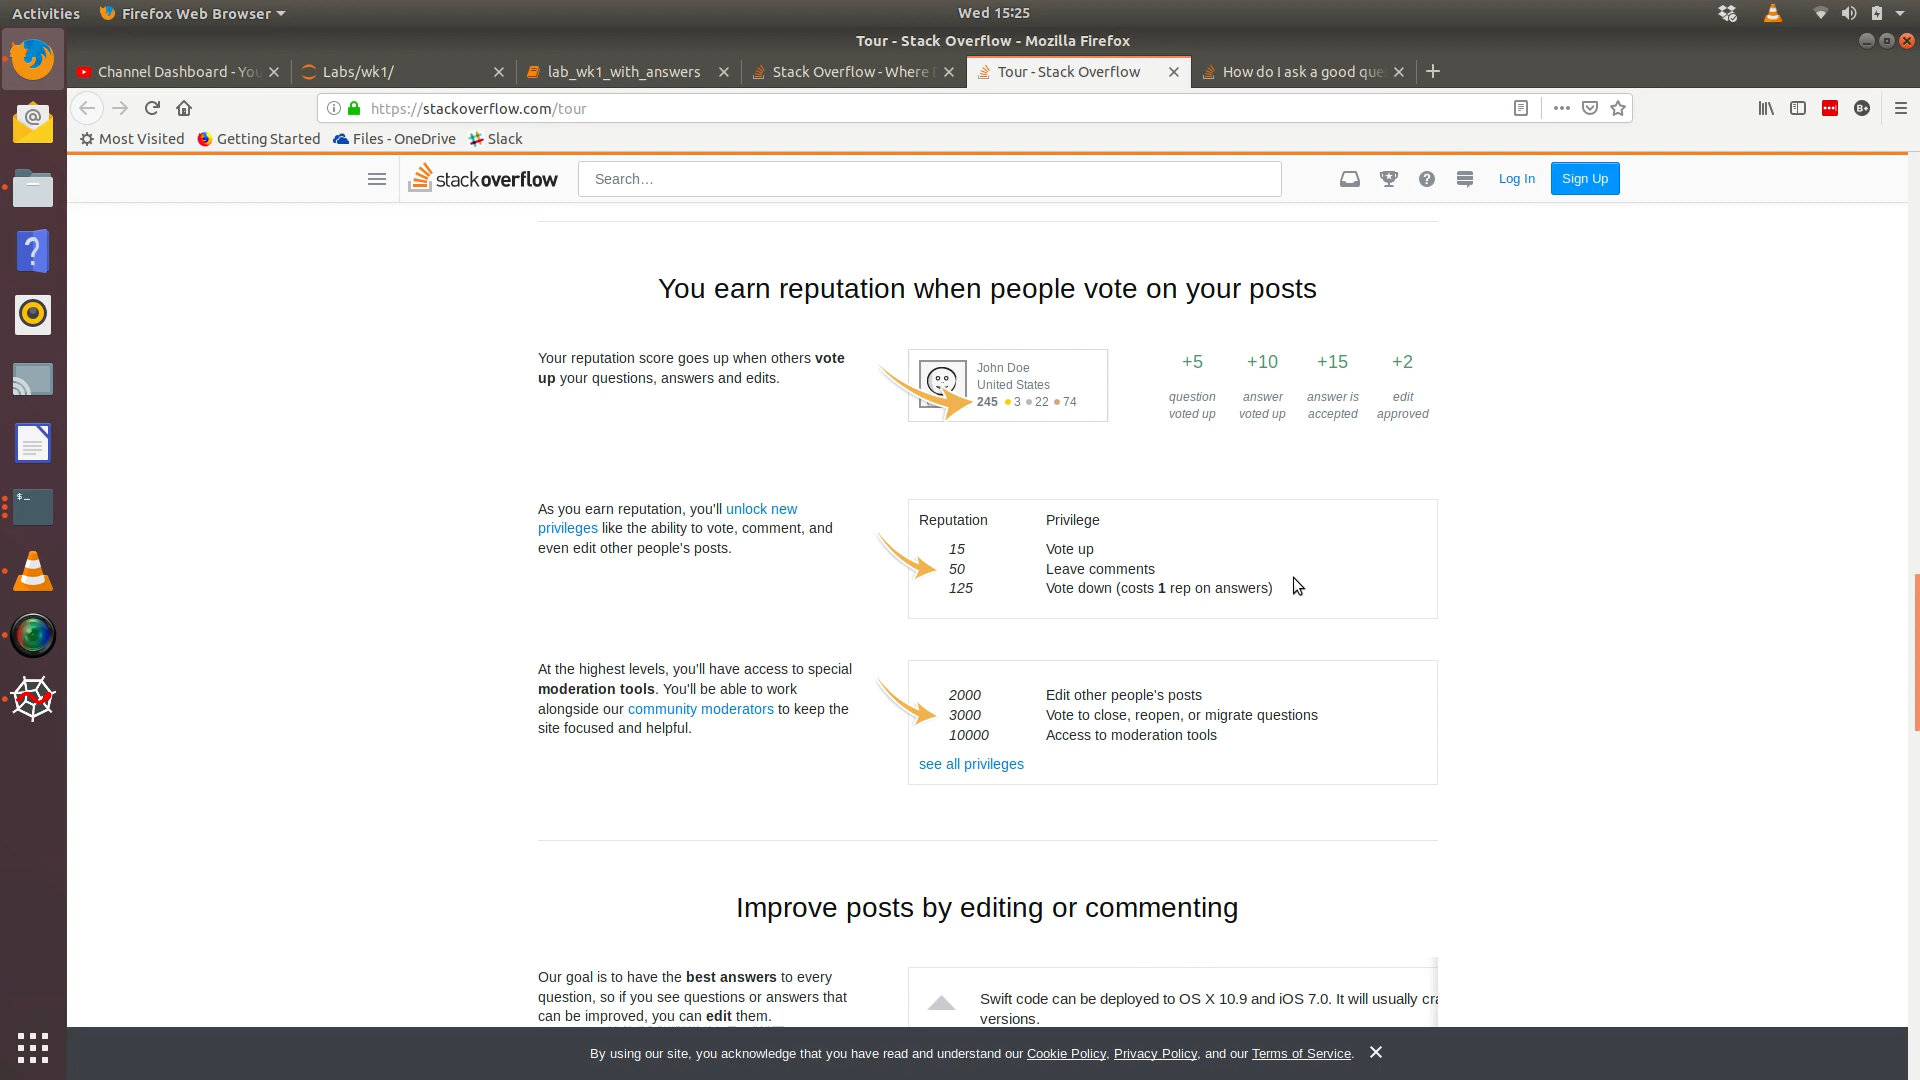 Activities
Firefox Web Browser
Wed 15:25
Tour - Stack Overflow - Mozilla Firefox
Channel Dashboard - You
Labs/wk1/
lab_wk1_with_answers
Stack Overflow - Where
Tour - Stack Overflow
How do I ask a good que
https://stackoverflow.com/tour
Most Visited
Getting Started
Files - OneDrive
Slack
stackoverflow
Search…
Log In
Sign Up
You earn reputation when people vote on your posts
Your reputation score goes up when others vote
up your questions, answers and edits.
John Doe
United States
245 3 22 74
+5
question
voted up
+10
answer
voted up
+15
answer is
accepted
+2
edit
approved
As you earn reputation, you'll unlock new
privileges like the ability to vote, comment, and
even edit other people's posts.
Reputation Privilege
15 Vote up
50 Leave comments
125 Vote down (costs 1 rep on answers)
At the highest levels, you'll have access to special
moderation tools. You'll be able to work
alongside our community moderators to keep the
site focused and helpful.
2000 Edit other people's posts
3000 Vote to close, reopen, or migrate questions
10000 Access to moderation tools
see all privileges
Improve posts by editing or commenting
Our goal is to have the best answers to every
question, so if you see questions or answers that
can be improved, you can edit them.
Swift code can be deployed to OS X 10.9 and iOS 7.0. It will usually cra
versions.
By using our site, you acknowledge that you have read and understand our Cookie Policy, Privacy Policy, and our Terms of Service.